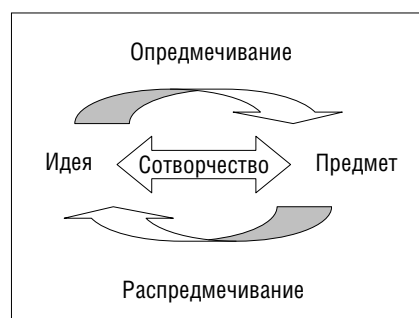 Опредмечивание
Идея
Сотворчество
Предмет
Распредмечивание